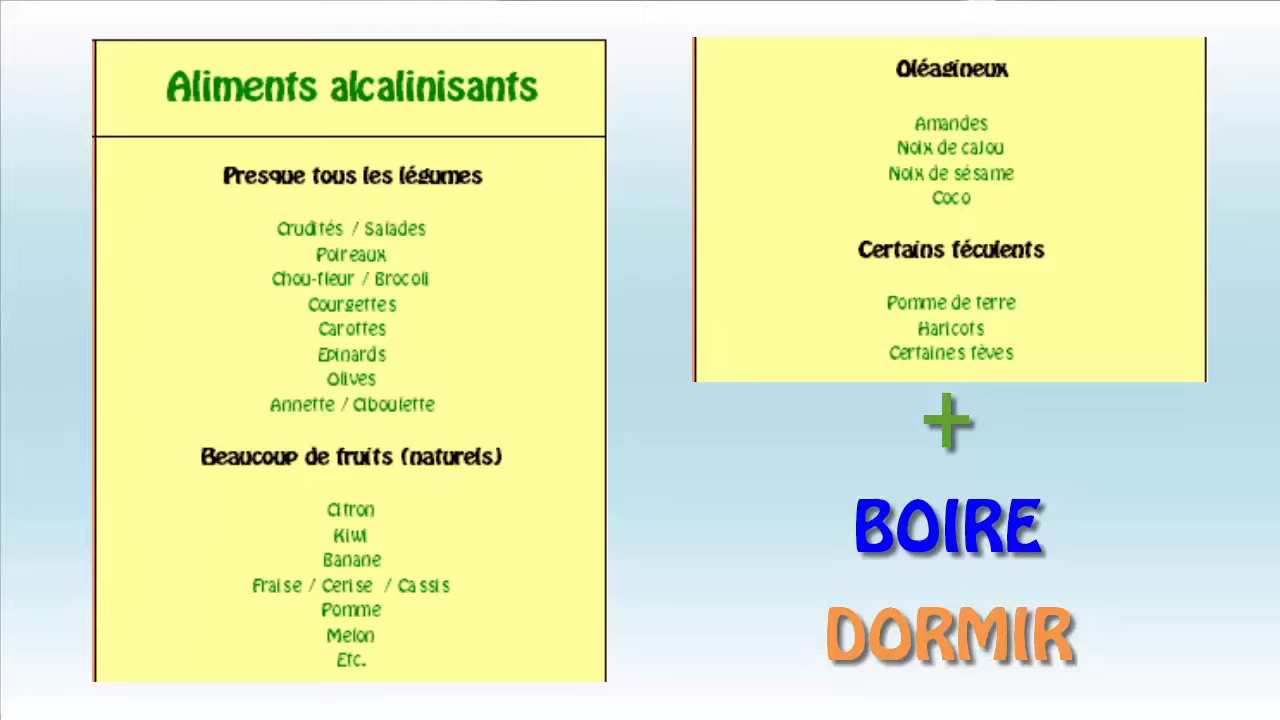 Aliments alcalinisants
Presque tous les légumes
Crudités / Salades
Poireaux
Chou-fleur / Brocoli
Courgettes
Carottes
Epinards
Olives
Annette / Ciboulette
Beaucoup de fruits (naturels)
Citron
Kiwi
Banane
Fraise / Cerise / Cassis
Pomme
Melon
Etc.
Oléagineux
Amandes
Noix de cajou
Noix de sésame
Coco
Certains féculents
Pomme de terre
Haricots
Certaines fèves
+
BOIRE
DORMIR